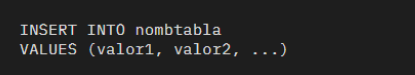 INSERT INTO nombtabla
VALUES (valor1, valor2, ...)